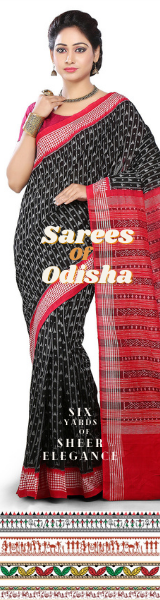 Sarees
Of
Odisha
SIX
YARDS
OF
SHEER
ELEGANCE